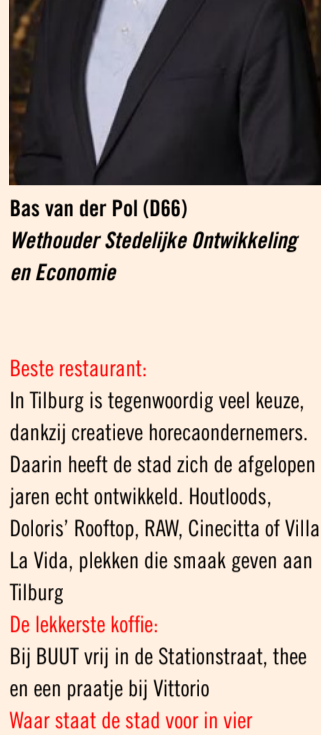 Bas van der Pol (D66)
Wethouder Stedelijke Ontwikkeling
en Economie
Beste restaurant:
In Tilburg is tegenwoordig veel keuze,
dankzij creatieve horecaondernemers.
Daarin heeft de stad zich de afgelopen
jaren echt ontwikkeld. Houtloods,
Doloris’ Rooftop, RAW, Cinecitta of Villa
La Vida, plekken die smaak geven aan
Tilburg
De lekkerste koffie:
Bij BUUT vrij in de Stationstraat, thee
en een praatje bij Vittorio
Waar staat de stad voor in vier